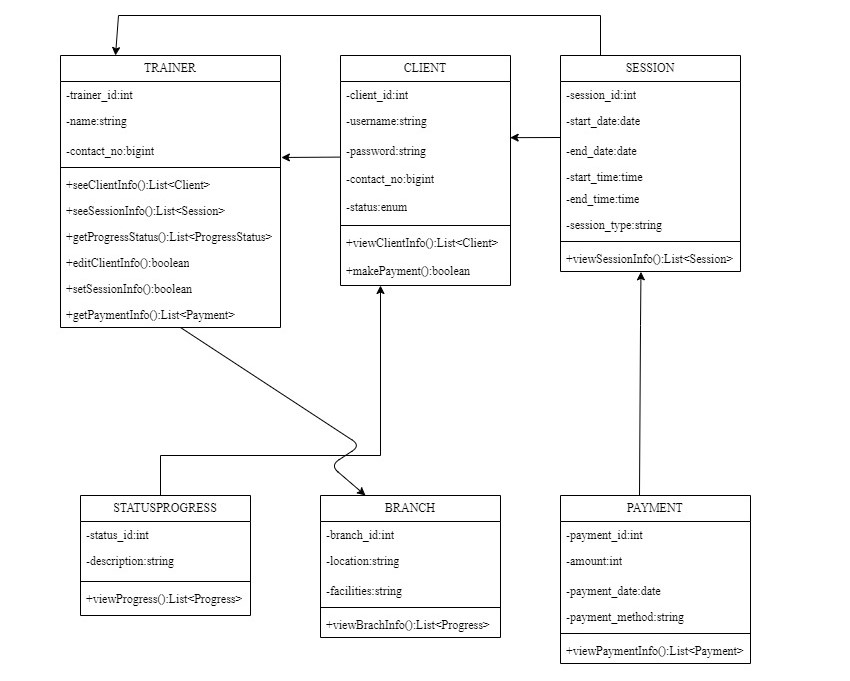 TRAINER
-trainer_id:int
-name:string
-contact_no:bigint
+seeClientInfo():List<Client>
+seeSessionInfo():List<Session>
+getProgressStatus():List<ProgressStatus>
+editClientInfo():boolean
+setSessionInfo():boolean
+getPaymentInfo():List<Payment>
CLIENT
-client_id:int
-username:string
-password:string
-contact_no:bigint
-status:enum
+viewClientInfo():List<Client>
+makePayment():boolean
SESSION
-session_id:int
-start_date:date
-end_date:date
-start_time:time
-end_time:time
-session_type:string
+viewSessionInfo():List<Session>
STATUSPROGRESS
-status_id:int
-description:string
+viewProgress():List<Progress>
BRANCH
-branch_id:int
-location:string
-facilities:string
+viewBrachInfo():List<Progress>
PAYMENT
-payment_id:int
-amount:int
-payment_date:date
-payment_method:string
+viewPaymentInfo():List<Payment>